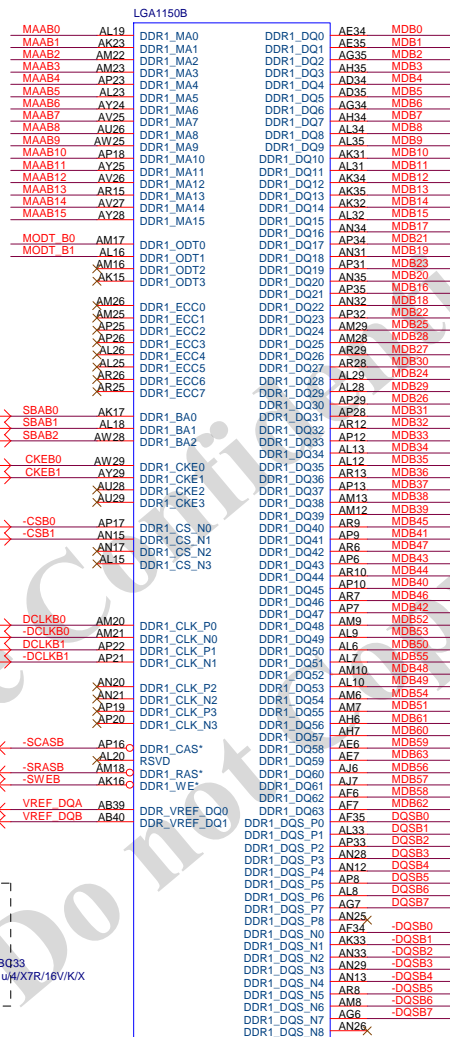 LGA1150B
MAAB0 AL19 DDR1_MA0
MAAB1 AK23 DDR1_MA1
MAAB2 AM22 DDR1_MA2
MAAB3 AM23 DDR1_MA3
MAAB4 AP23 DDR1_MA4
MAAB5 AL23 DDR1_MA5
MAAB6 AY24 DDR1_MA6
MAAB7 AV25 DDR1_MA7
MAAB8 AU26 DDR1_MA8
MAAB9 AW25 DDR1_MA9
MAAB10 AP18 DDR1_MA10
MAAB11 AY25 DDR1_MA11
MAAB12 AV26 DDR1_MA12
MAAB13 AR15 DDR1_MA13
MAAB14 AV27 DDR1_MA14
MAAB15 AY28 DDR1_MA15
MODT_B0 AM17 DDR1_ODT0
MODT_B1 AL16 DDR1_ODT1
AM16 DDR1_ODT2
AK15 DDR1_ODT3
AM26 DDR1_ECC0
AM25 DDR1_ECC1
AP25 DDR1_ECC2
AP26 DDR1_ECC3
AL26 DDR1_ECC4
AL25 DDR1_ECC5
AR26 DDR1_ECC6
AR25 DDR1_ECC7
SBAB0 AK17 DDR1_BA0
SBAB1 AL18 DDR1_BA1
SBAB2 AW28 DDR1_BA2
CKEB0 AW29 DDR1_CKE0
CKEB1 AY29 DDR1_CKE1
AU28 DDR1_CKE2
AU29 DDR1_CKE3
-CSB0 AP17 DDR1_CS_N0
-CSB1 AN15 DDR1_CS_N1
AN17 DDR1_CS_N2
AL15 DDR1_CS_N3
DCLKB0 AM20 DDR1_CLK_P0
-DCLKB0 AM21 DDR1_CLK_N0
DCLKB1 AP22 DDR1_CLK_P1
-DCLKB1 AP21 DDR1_CLK_N1
AN20 DDR1_CLK_P2
AN21 DDR1_CLK_N2
AP19 DDR1_CLK_P3
AP20 DDR1_CLK_N3
-SCASB AP16 DDR1_CAS*
AL20 RSVD
-SRASB AM18 DDR1_RAS*
-SWEB AK16 DDR1_WE*
VREF_DQA AB39 DDR_VREF_DQ0
VREF_DQB AB40 DDR_VREF_DQ1
DDR1_DQ0 AE34 MDB0
DDR1_DQ1 AE35 MDB1
DDR1_DQ2 AG35 MDB2
DDR1_DQ3 AH35 MDB3
DDR1_DQ4 AD34 MDB4
DDR1_DQ5 AD35 MDB5
DDR1_DQ6 AG34 MDB6
DDR1_DQ7 AH34 MDB7
DDR1_DQ8 AL34 MDB8
DDR1_DQ9 AL35 MDB9
DDR1_DQ10 AK31 MDB10
DDR1_DQ11 AL31 MDB11
DDR1_DQ12 AK34 MDB12
DDR1_DQ13 AK35 MDB13
DDR1_DQ14 AK32 MDB14
DDR1_DQ15 AL32 MDB15
DDR1_DQ16 AN34 MDB17
DDR1_DQ17 AP34 MDB21
DDR1_DQ18 AN31 MDB19
DDR1_DQ19 AP31 MDB23
DDR1_DQ20 AN35 MDB20
DDR1_DQ21 AP35 MDB16
DDR1_DQ22 AN32 MDB18
DDR1_DQ23 AP32 MDB22
DDR1_DQ24 AM29 MDB25
DDR1_DQ25 AM28 MDB28
DDR1_DQ26 AR29 MDB27
DDR1_DQ27 AR28 MDB30
DDR1_DQ28 AL29 MDB24
DDR1_DQ29 AL28 MDB29
DDR1_DQ30 AP29 MDB26
DDR1_DQ31 AP28 MDB31
DDR1_DQ32 AR12 MDB32
DDR1_DQ33 AP12 MDB33
DDR1_DQ34 AL13 MDB34
DDR1_DQ35 AL12 MDB35
DDR1_DQ36 AR13 MDB36
DDR1_DQ37 AP13 MDB37
DDR1_DQ38 AM13 MDB38
DDR1_DQ39 AM12 MDB39
DDR1_DQ40 AR9 MDB45
DDR1_DQ41 AP9 MDB41
DDR1_DQ42 AR6 MDB47
DDR1_DQ43 AP6 MDB43
DDR1_DQ44 AR10 MDB44
DDR1_DQ45 AP10 MDB40
DDR1_DQ46 AR7 MDB46
DDR1_DQ47 AP7 MDB42
DDR1_DQ48 AM9 MDB52
DDR1_DQ49 AL9 MDB53
DDR1_DQ50 AL6 MDB50
DDR1_DQ51 AL7 MDB55
DDR1_DQ52 AM10 MDB48
DDR1_DQ53 AL10 MDB49
DDR1_DQ54 AM6 MDB54
DDR1_DQ55 AM7 MDB51
DDR1_DQ56 AH6 MDB61
DDR1_DQ57 AH7 MDB60
DDR1_DQ58 AE6 MDB59
DDR1_DQ59 AE7 MDB63
DDR1_DQ60 AJ6 MDB56
DDR1_DQ61 AJ7 MDB57
DDR1_DQ62 AF6 MDB58
DDR1_DQ63 AF7 MDB62
DDR1_DQS_P0 AF35 DQSB0
DDR1_DQS_P1 AL33 DQSB1
DDR1_DQS_P2 AP33 DQSB2
DDR1_DQS_P3 AN28 DQSB3
DDR1_DQS_P4 AN12 DQSB4
DDR1_DQS_P5 AP8 DQSB5
DDR1_DQS_P6 AL8 DQSB6
DDR1_DQS_P7 AG7 DQSB7
DDR1_DQS_P8 AN25
DDR1_DQS_N0 AF34 -DQSB0
DDR1_DQS_N1 AK33 -DQSB1
DDR1_DQS_N2 AN33 -DQSB2
DDR1_DQS_N3 AN29 -DQSB3
DDR1_DQS_N4 AN13 -DQSB4
DDR1_DQS_N5 AR8 -DQSB5
DDR1_DQS_N6 AM8 -DQSB6
DDR1_DQS_N7 AG6 -DQSB7
DDR1_DQS_N8 AN26
u/4/X7R/16V/K/X
Do not Cop